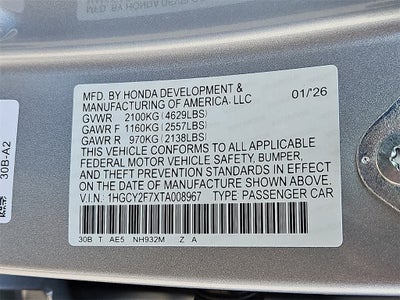 MFD. BY HONDA DEVELOPMENT &
MANUFACTURING OF AMERICA, LLC 01/'26
GVWR 2100KG(4629LBS)
GAWR F 1160KG(2557LBS)
GAWR R 970KG(2138LBS)
THIS VEHICLE CONFORMS TO ALL APPLICABLE
FEDERAL MOTOR VEHICLE SAFETY, BUMPER,
AND THEFT PREVENTION STANDARDS IN EFFECT
ON THE DATE OF MANUFACTURE SHOWN ABOVE.
V.I.N.: 1HGCY2F7XTA008967 TYPE PASSENGER CAR
30B T AE5 NH932M Z A
30B-A2